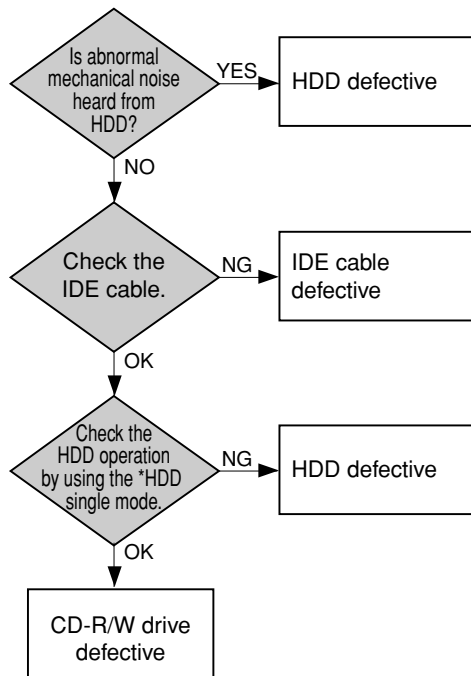 Is abnormal
mechanical noise
heard from
HDD?
YES
HDD defective
NO
Check the
IDE cable.
NG
IDE cable
defective
OK
Check the
HDD operation
by using the *HDD
single mode.
NG
HDD defective
OK
CD-R/W drive
defective